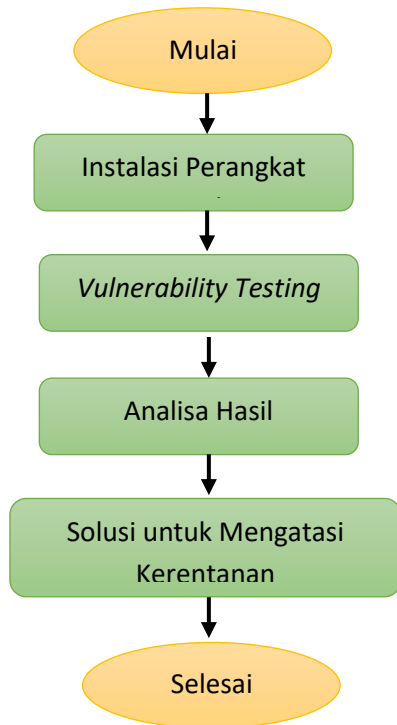 Mulai
Instalasi Perangkat
Vulnerability Testing
Analisa Hasil
Solusi untuk Mengatasi
Kerentanan
Selesai